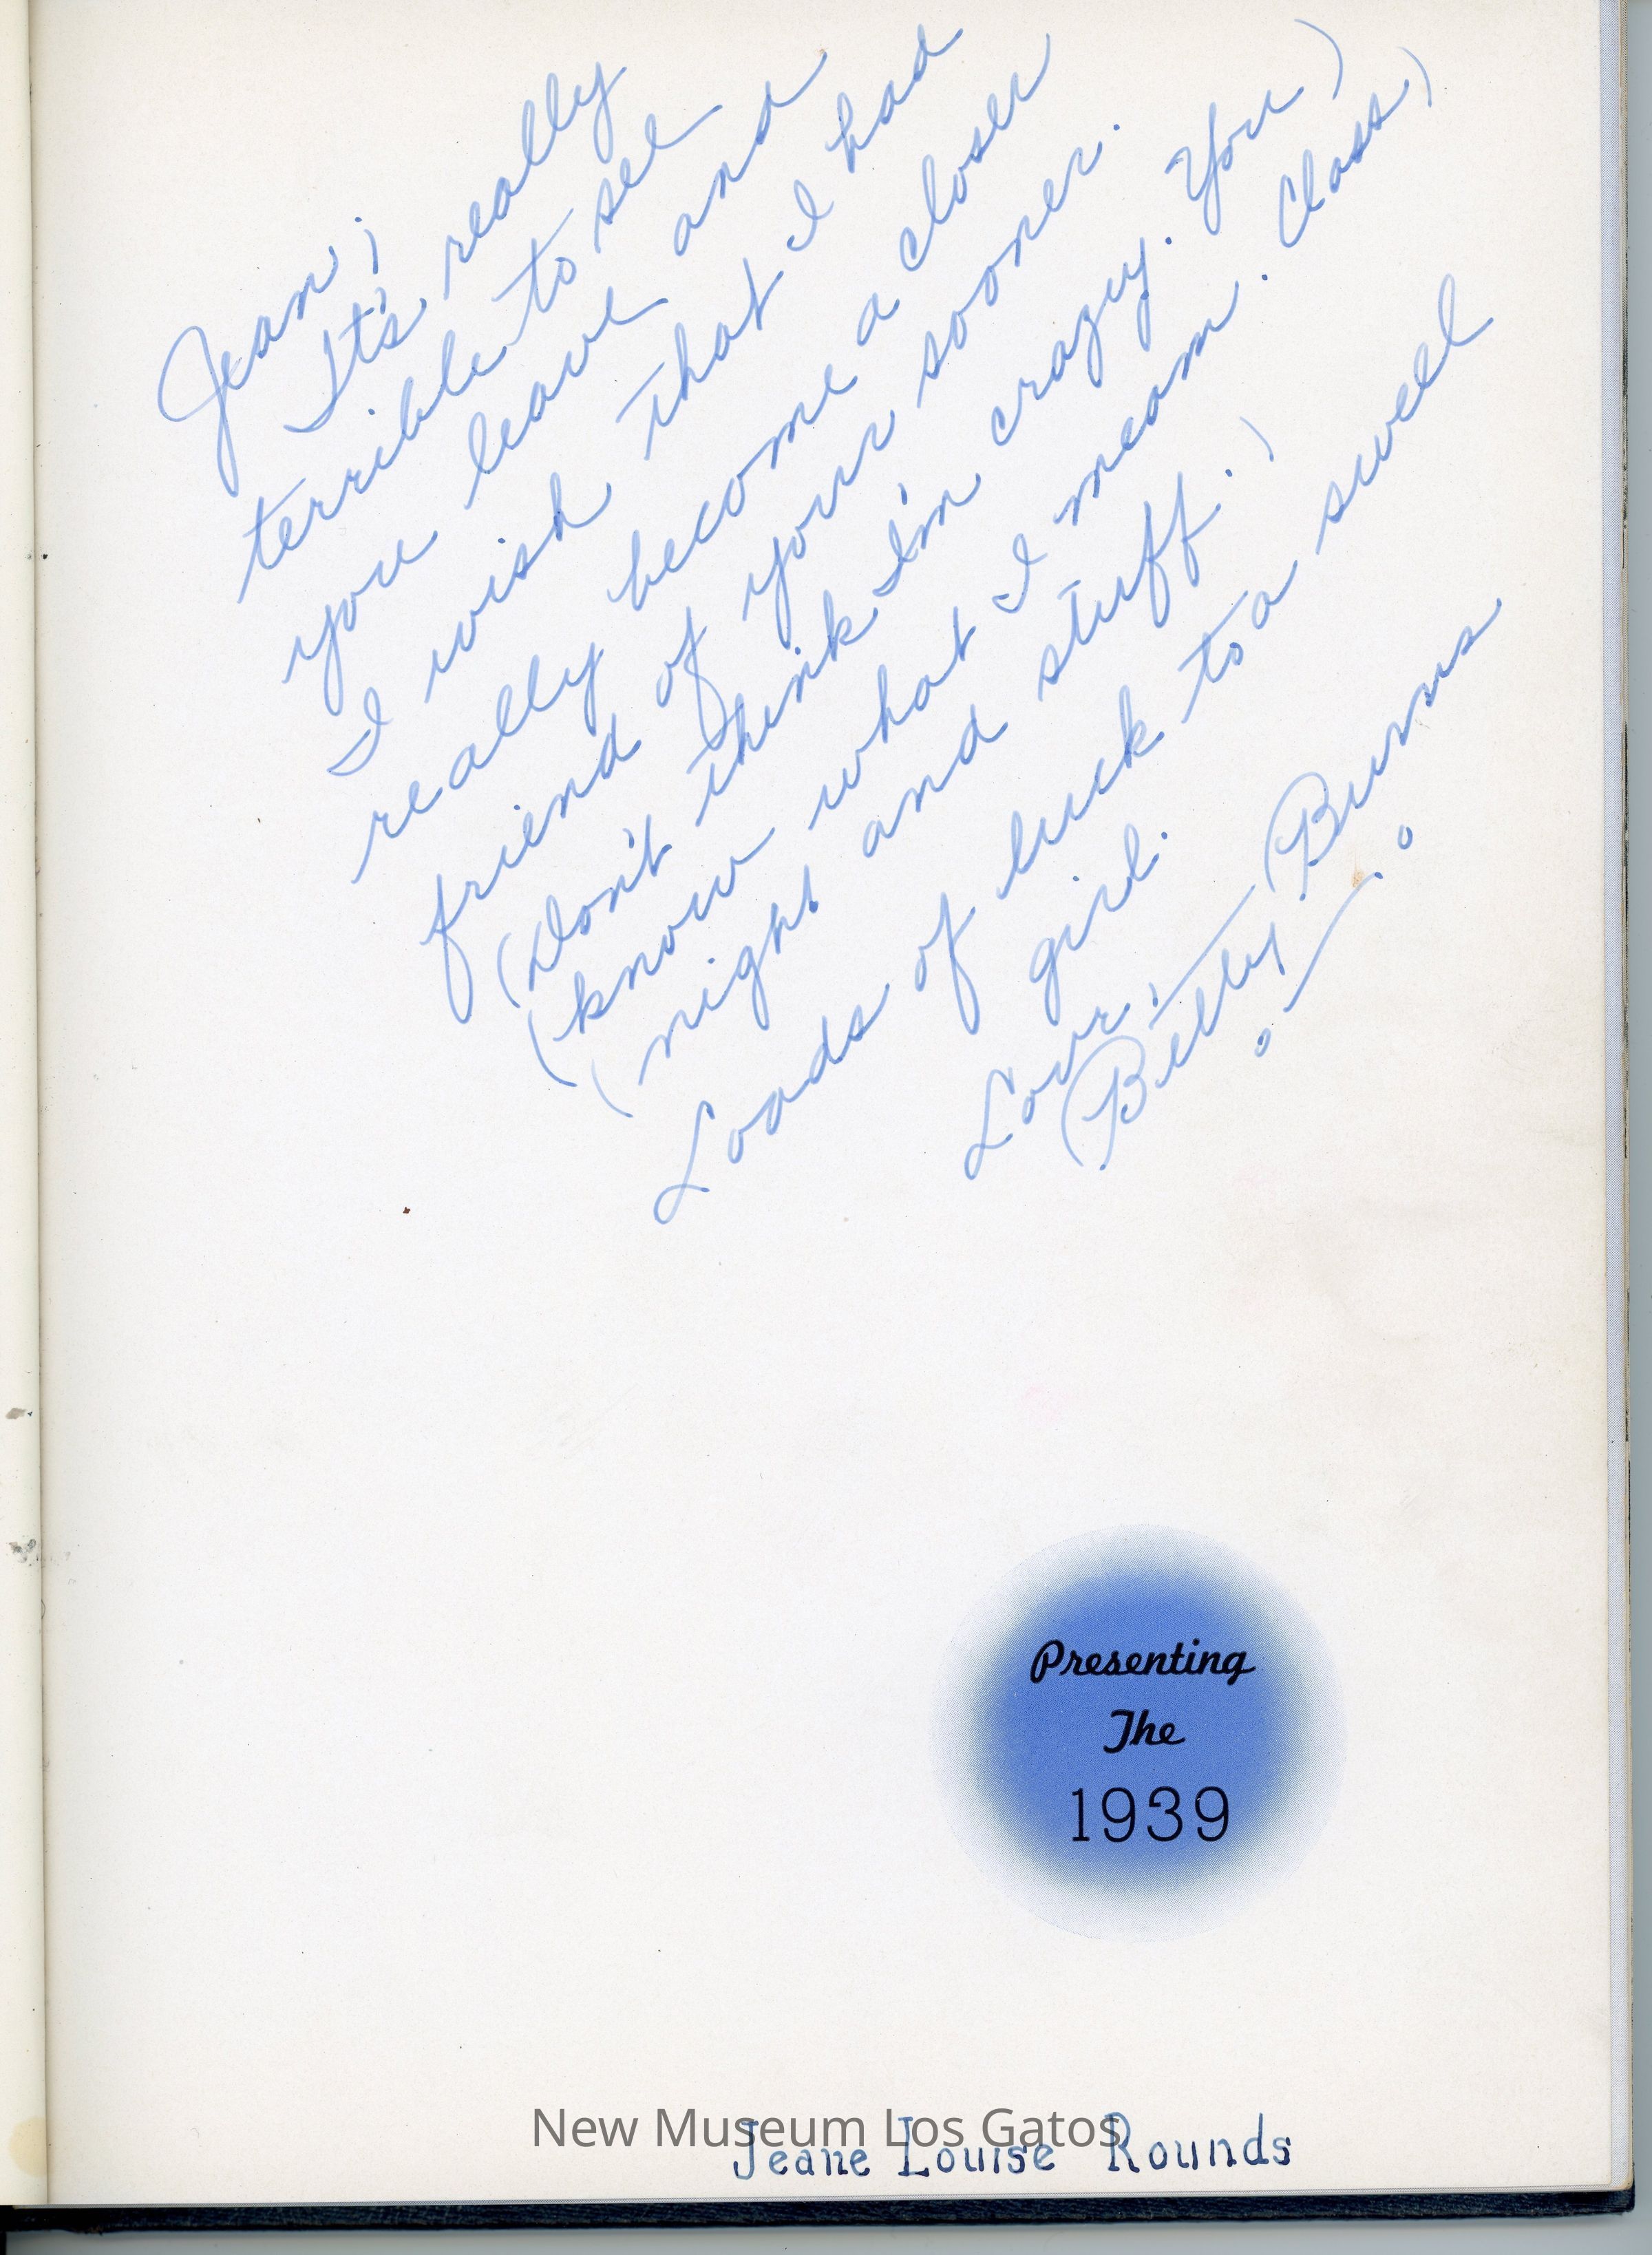 Jean;
It's really
terrible to see
you leave and
I wish that I had
really become a closer
friend of your sooner.
(Don't think I'm crazy. You)
(know what I mean. Class)
(night and stuff.)
Loads of luck to a swell
girl.
Love,
Betty Burns
Presenting
The
1939
New Museum Los Gatos
Jeane Louise Rounds